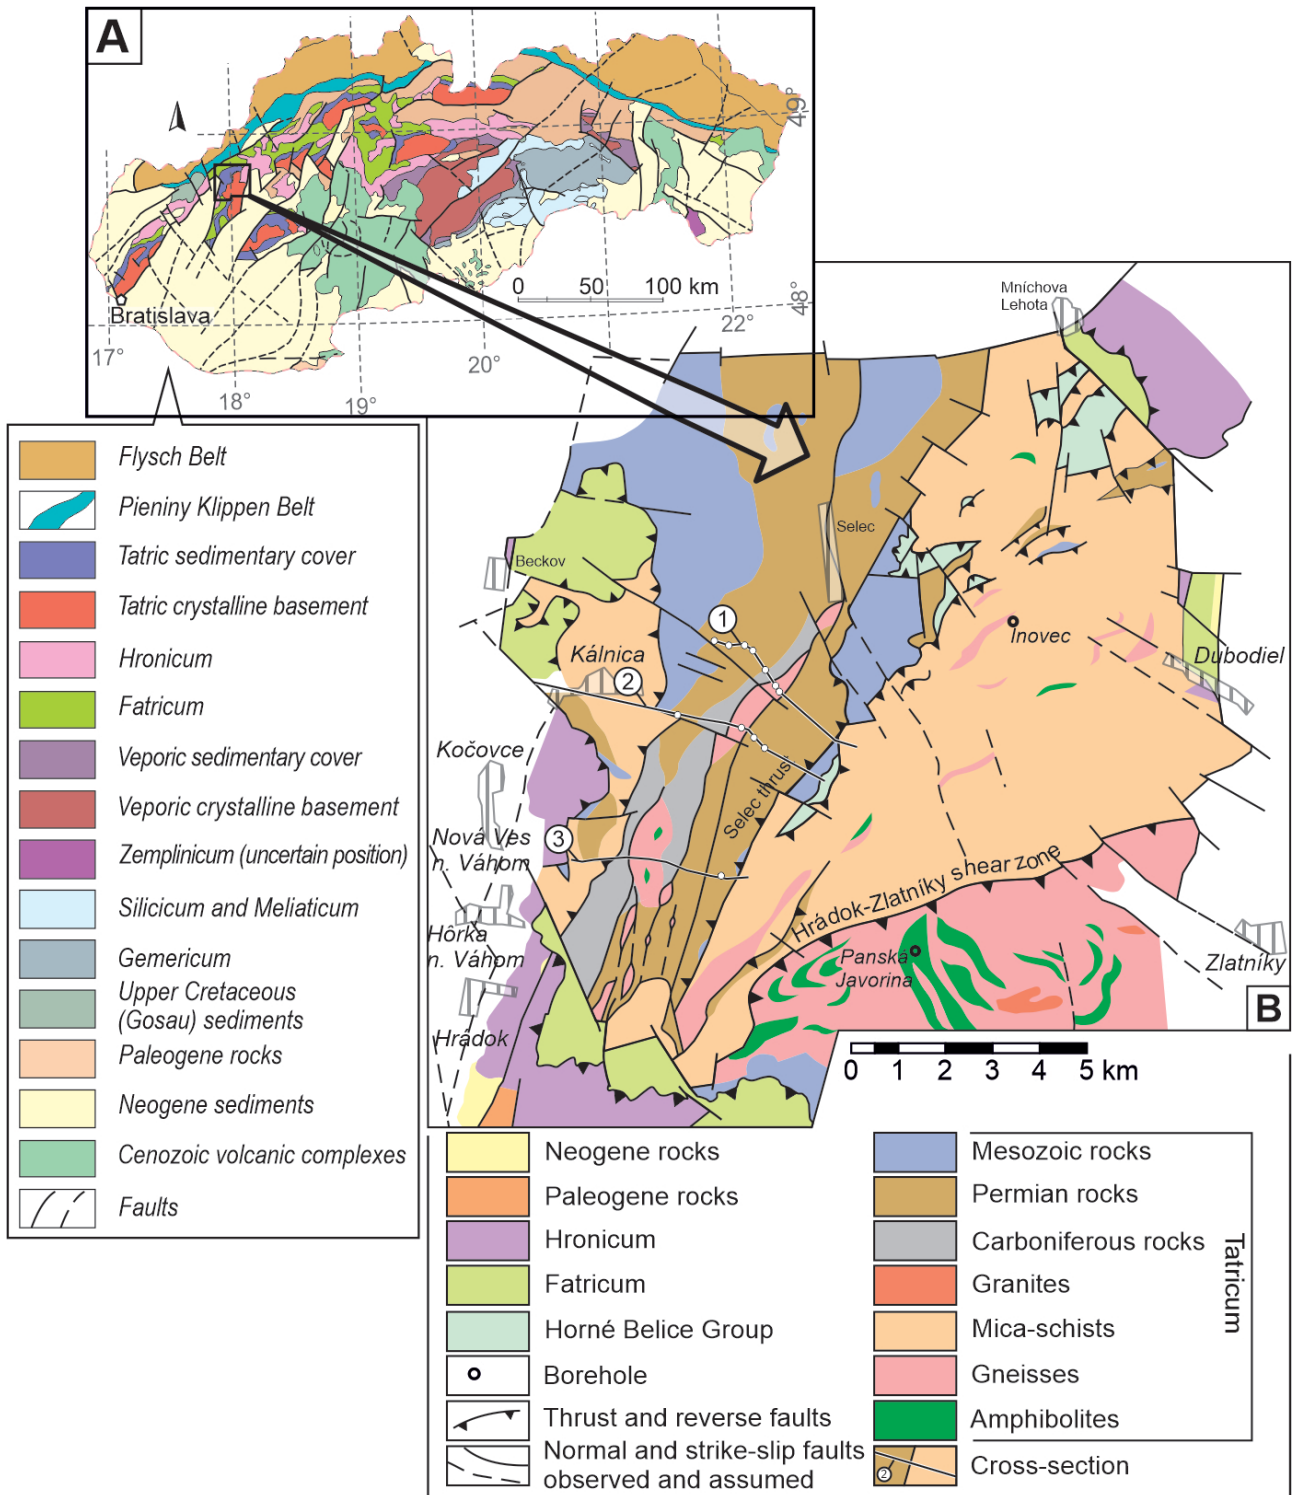 A
49°
48°
0 50 100 km
Bratislava
17°
18°
19°
20°
22°
Flysch Belt
Pieniny Klippen Belt
Tatric sedimentary cover
Tatric crystalline basement
Hronicum
Fatricum
Veporic sedimentary cover
Veporic crystalline basement
Zemplinicum (uncertain position)
Silicicum and Meliaticum
Gemericum
Upper Cretaceous
(Gosau) sediments
Paleogene rocks
Neogene sediments
Cenozoic volcanic complexes
Faults
Mníchova
Lehota
Selec
Beckov
1
Inovec
Kálnica
2
Dubodiel
Kočovce
Selec thrust
Nová Ves
n. Váhom
3
Hrádok-Zlatníky shear zone
Hôrka
n. Váhom
Panská
Javorina
Zlatníky
Hrádok
B
0 1 2 3 4 5 km
Neogene rocks
Paleogene rocks
Hronicum
Fatricum
Horné Belice Group
Borehole
Thrust and reverse faults
Normal and strike-slip faults
observed and assumed
Mesozoic rocks
Permian rocks
Carboniferous rocks
Granites
Mica-schists
Gneisses
Amphibolites
Tatricum
2
Cross-section